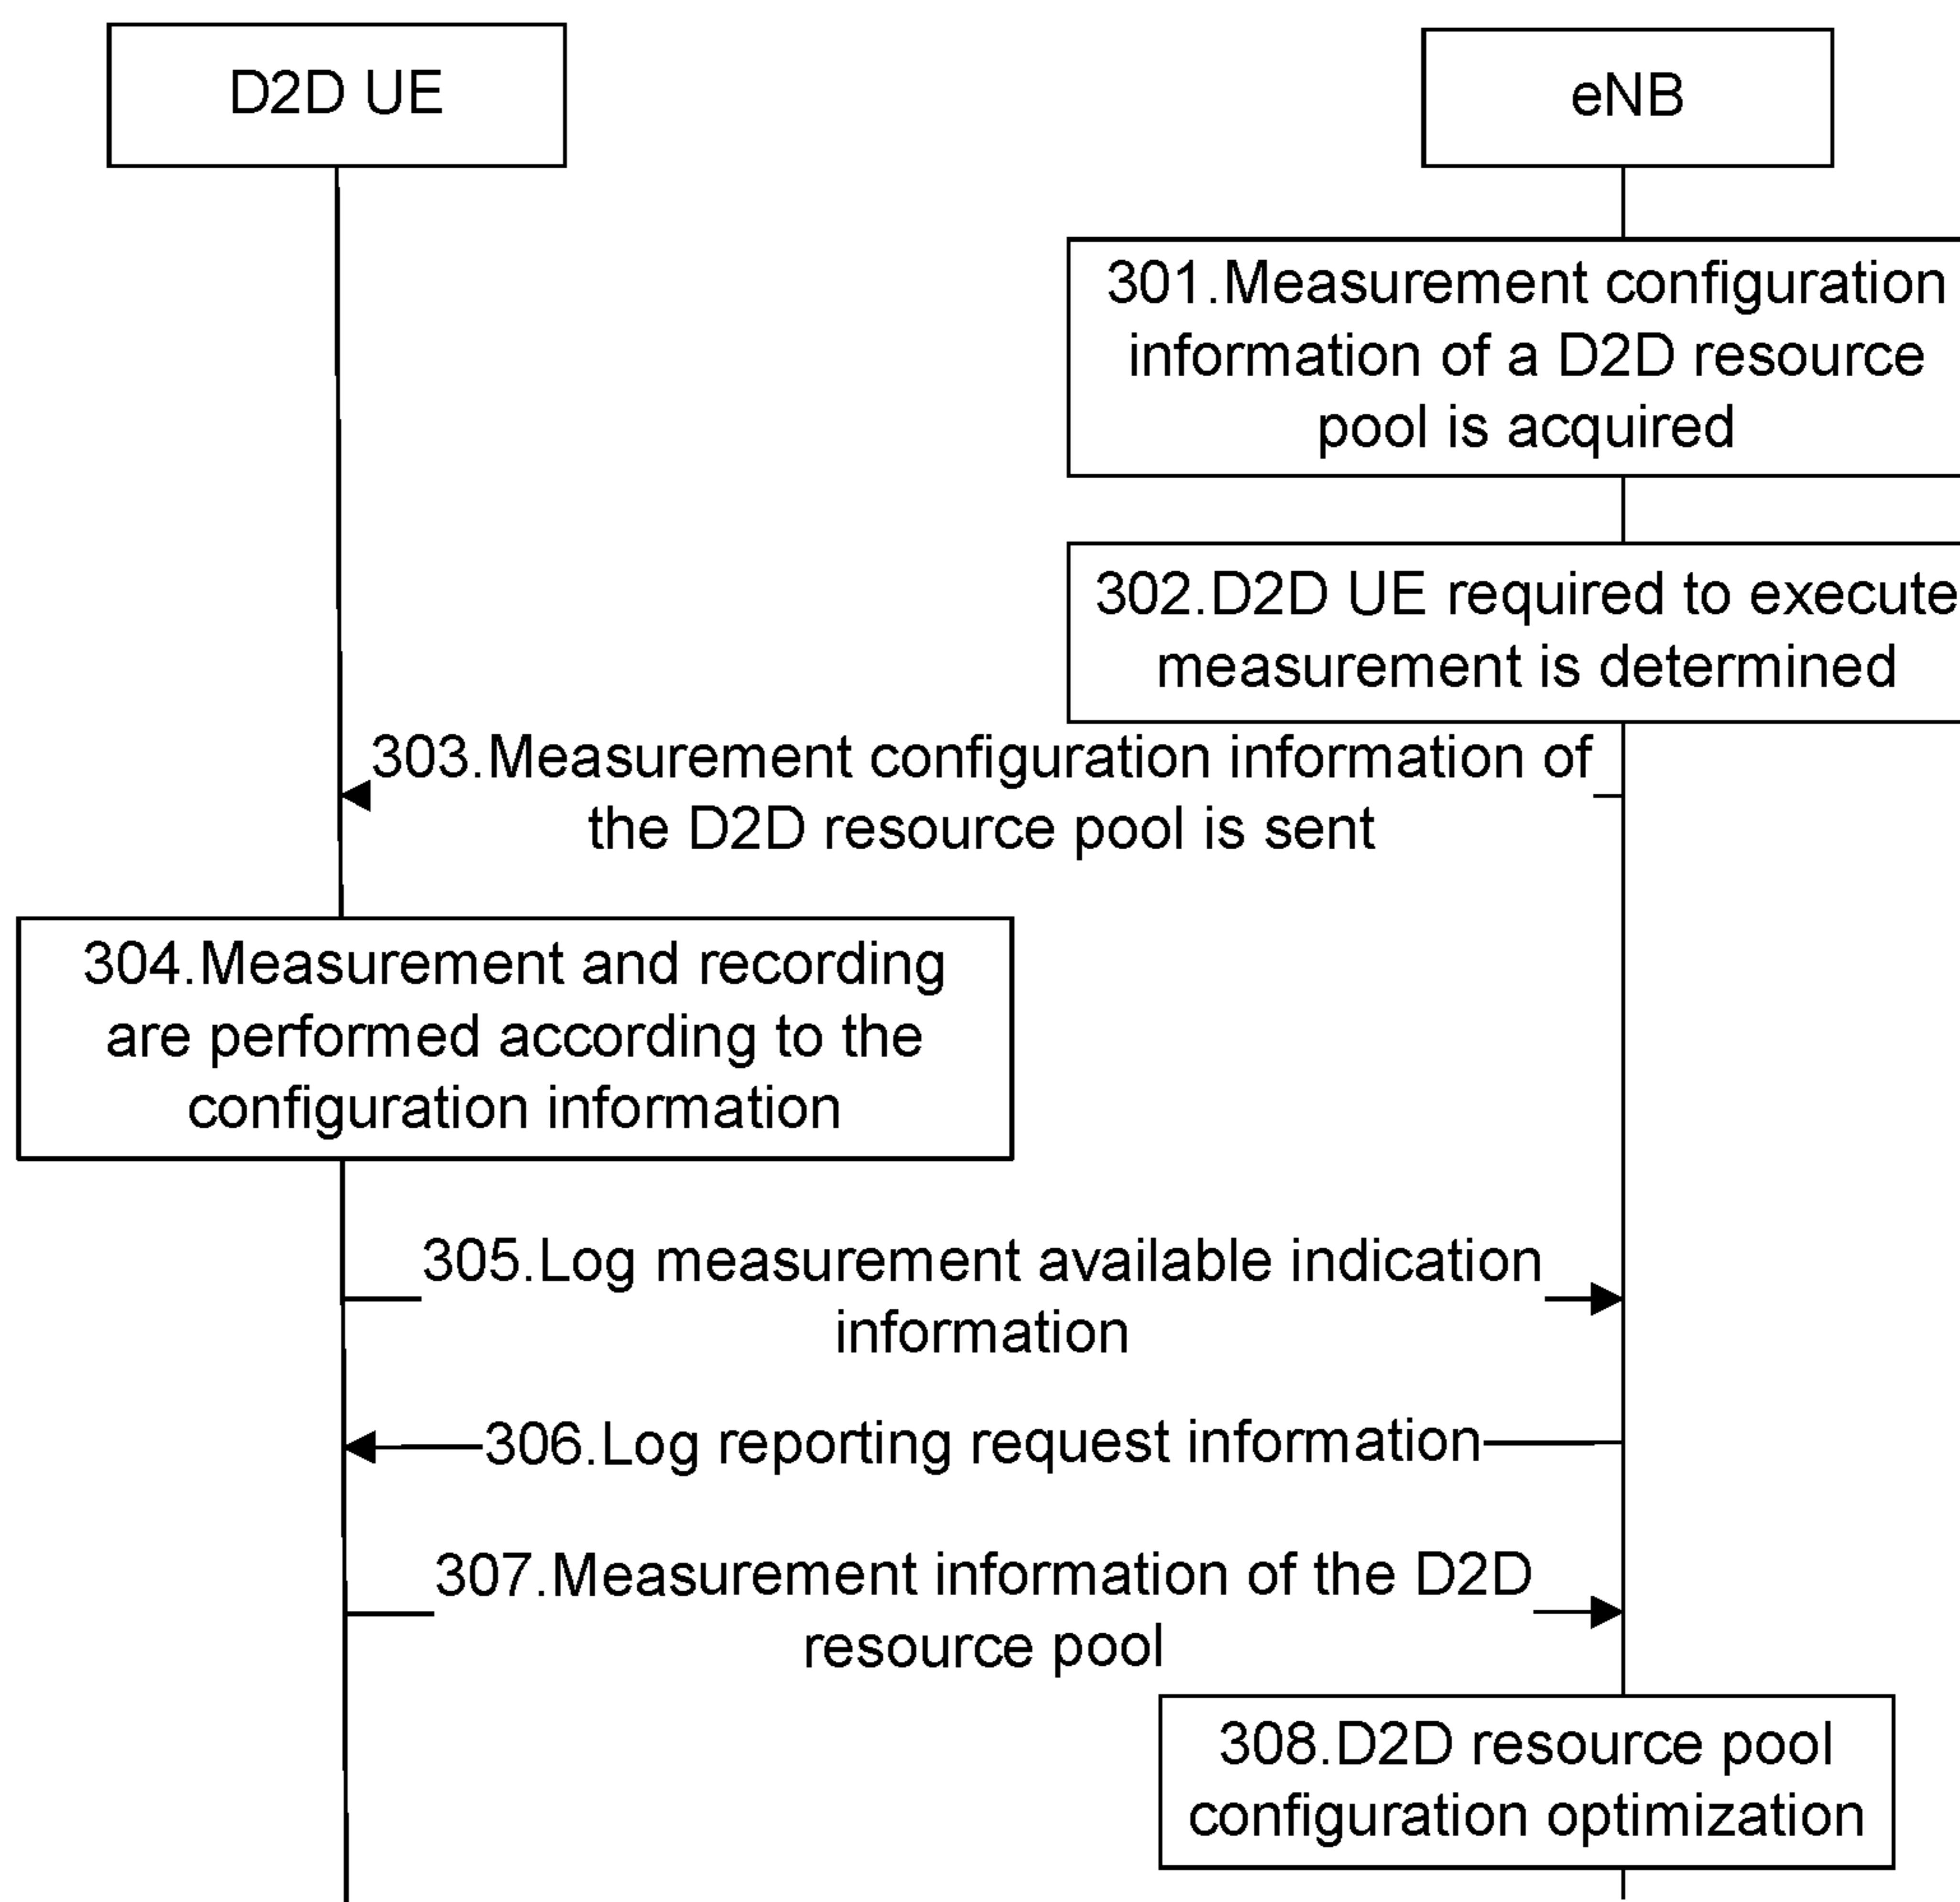 D2D UE
eNB
301.Measurement configuration
information of a D2D resource
pool is acquired
302.D2D UE required to execute
measurement is determined
303.Measurement configuration information of
the D2D resource pool is sent
304.Measurement and recording
are performed according to the
configuration information
305.Log measurement available indication
information
306.Log reporting request information
307.Measurement information of the D2D
resource pool
308.D2D resource pool
configuration optimization